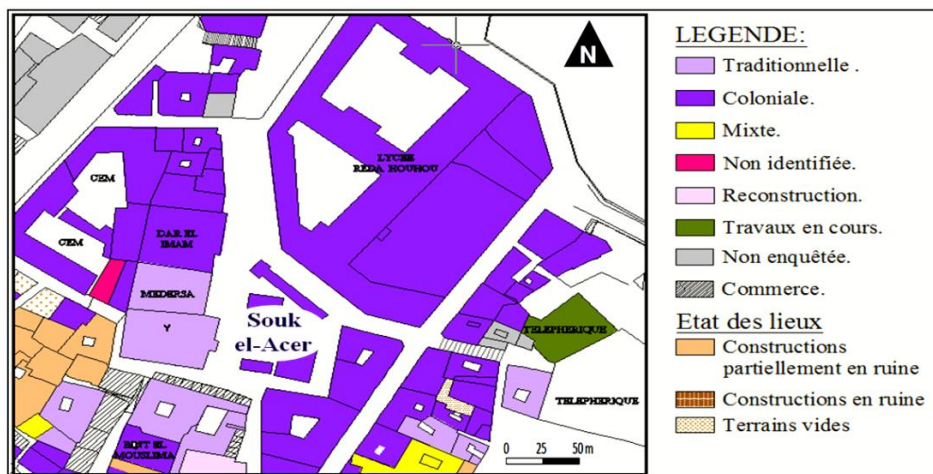 N
LYCEE
REDA HOUHOU
CEM
DAR EL
IMAM
CEM
MEDERSA
Y
Souk
el-Acer
TELEPHERIQUE
TELEPHERIQUE
BINT EL
MOUSLIMA
0 25 50 m
LEGENDE:
Traditionnelle .
Coloniale.
Mixte.
Non identifiée.
Reconstruction.
Travaux en cours.
Non enquêtée.
Commerce.
Etat des lieux
Constructions
partiellement en ruine
Constructions en ruine
Terrains vides